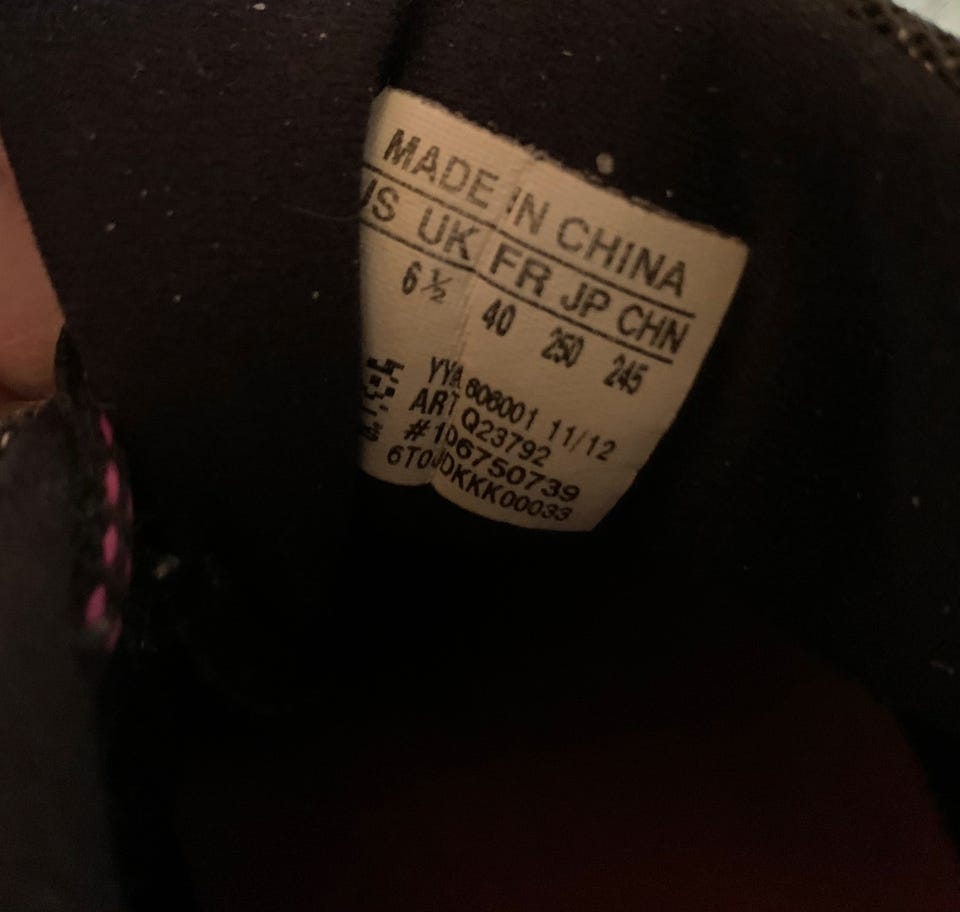 MADE IN CHINA
US UK FR JP CHN
6½ 40 250 245
YYA 606001 11/12
ART Q23792
#106750739
6T0JDKKK00033